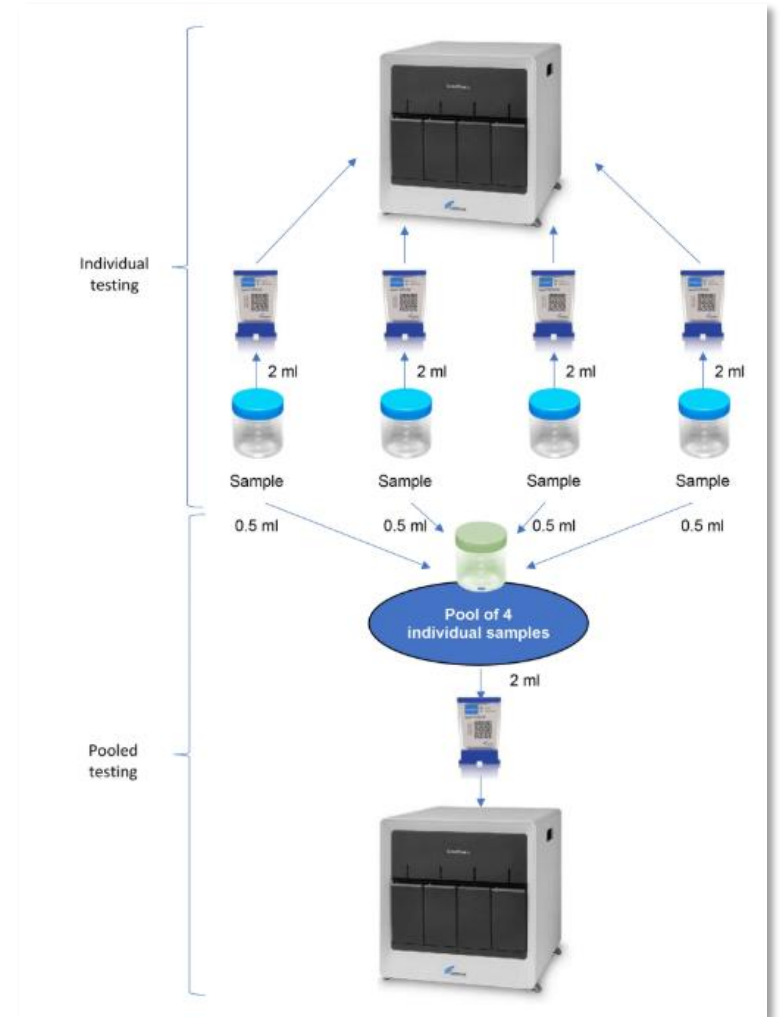 Individual
testing
2 ml 2 ml 2 ml 2 ml
Sample Sample Sample Sample
0.5 ml 0.5 ml 0.5 ml 0.5 ml
Pool of 4
individual samples
2 ml
Pooled
testing